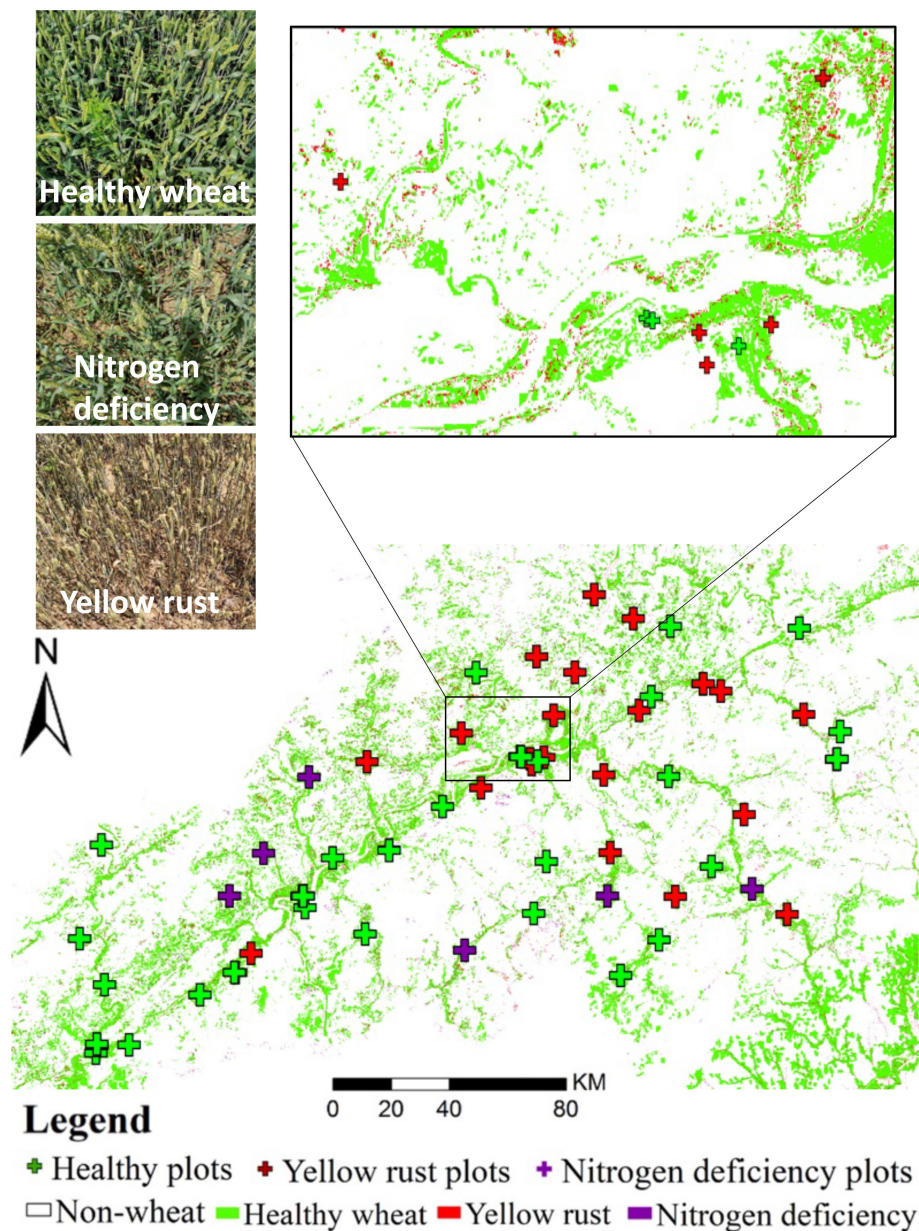 Healthy wheat
Nitrogen
deficiency
Yellow rust
N
KM
0 20 40 80
Legend
Healthy plots Yellow rust plots Nitrogen deficiency plots
Non-wheat Healthy wheat Yellow rust Nitrogen deficiency